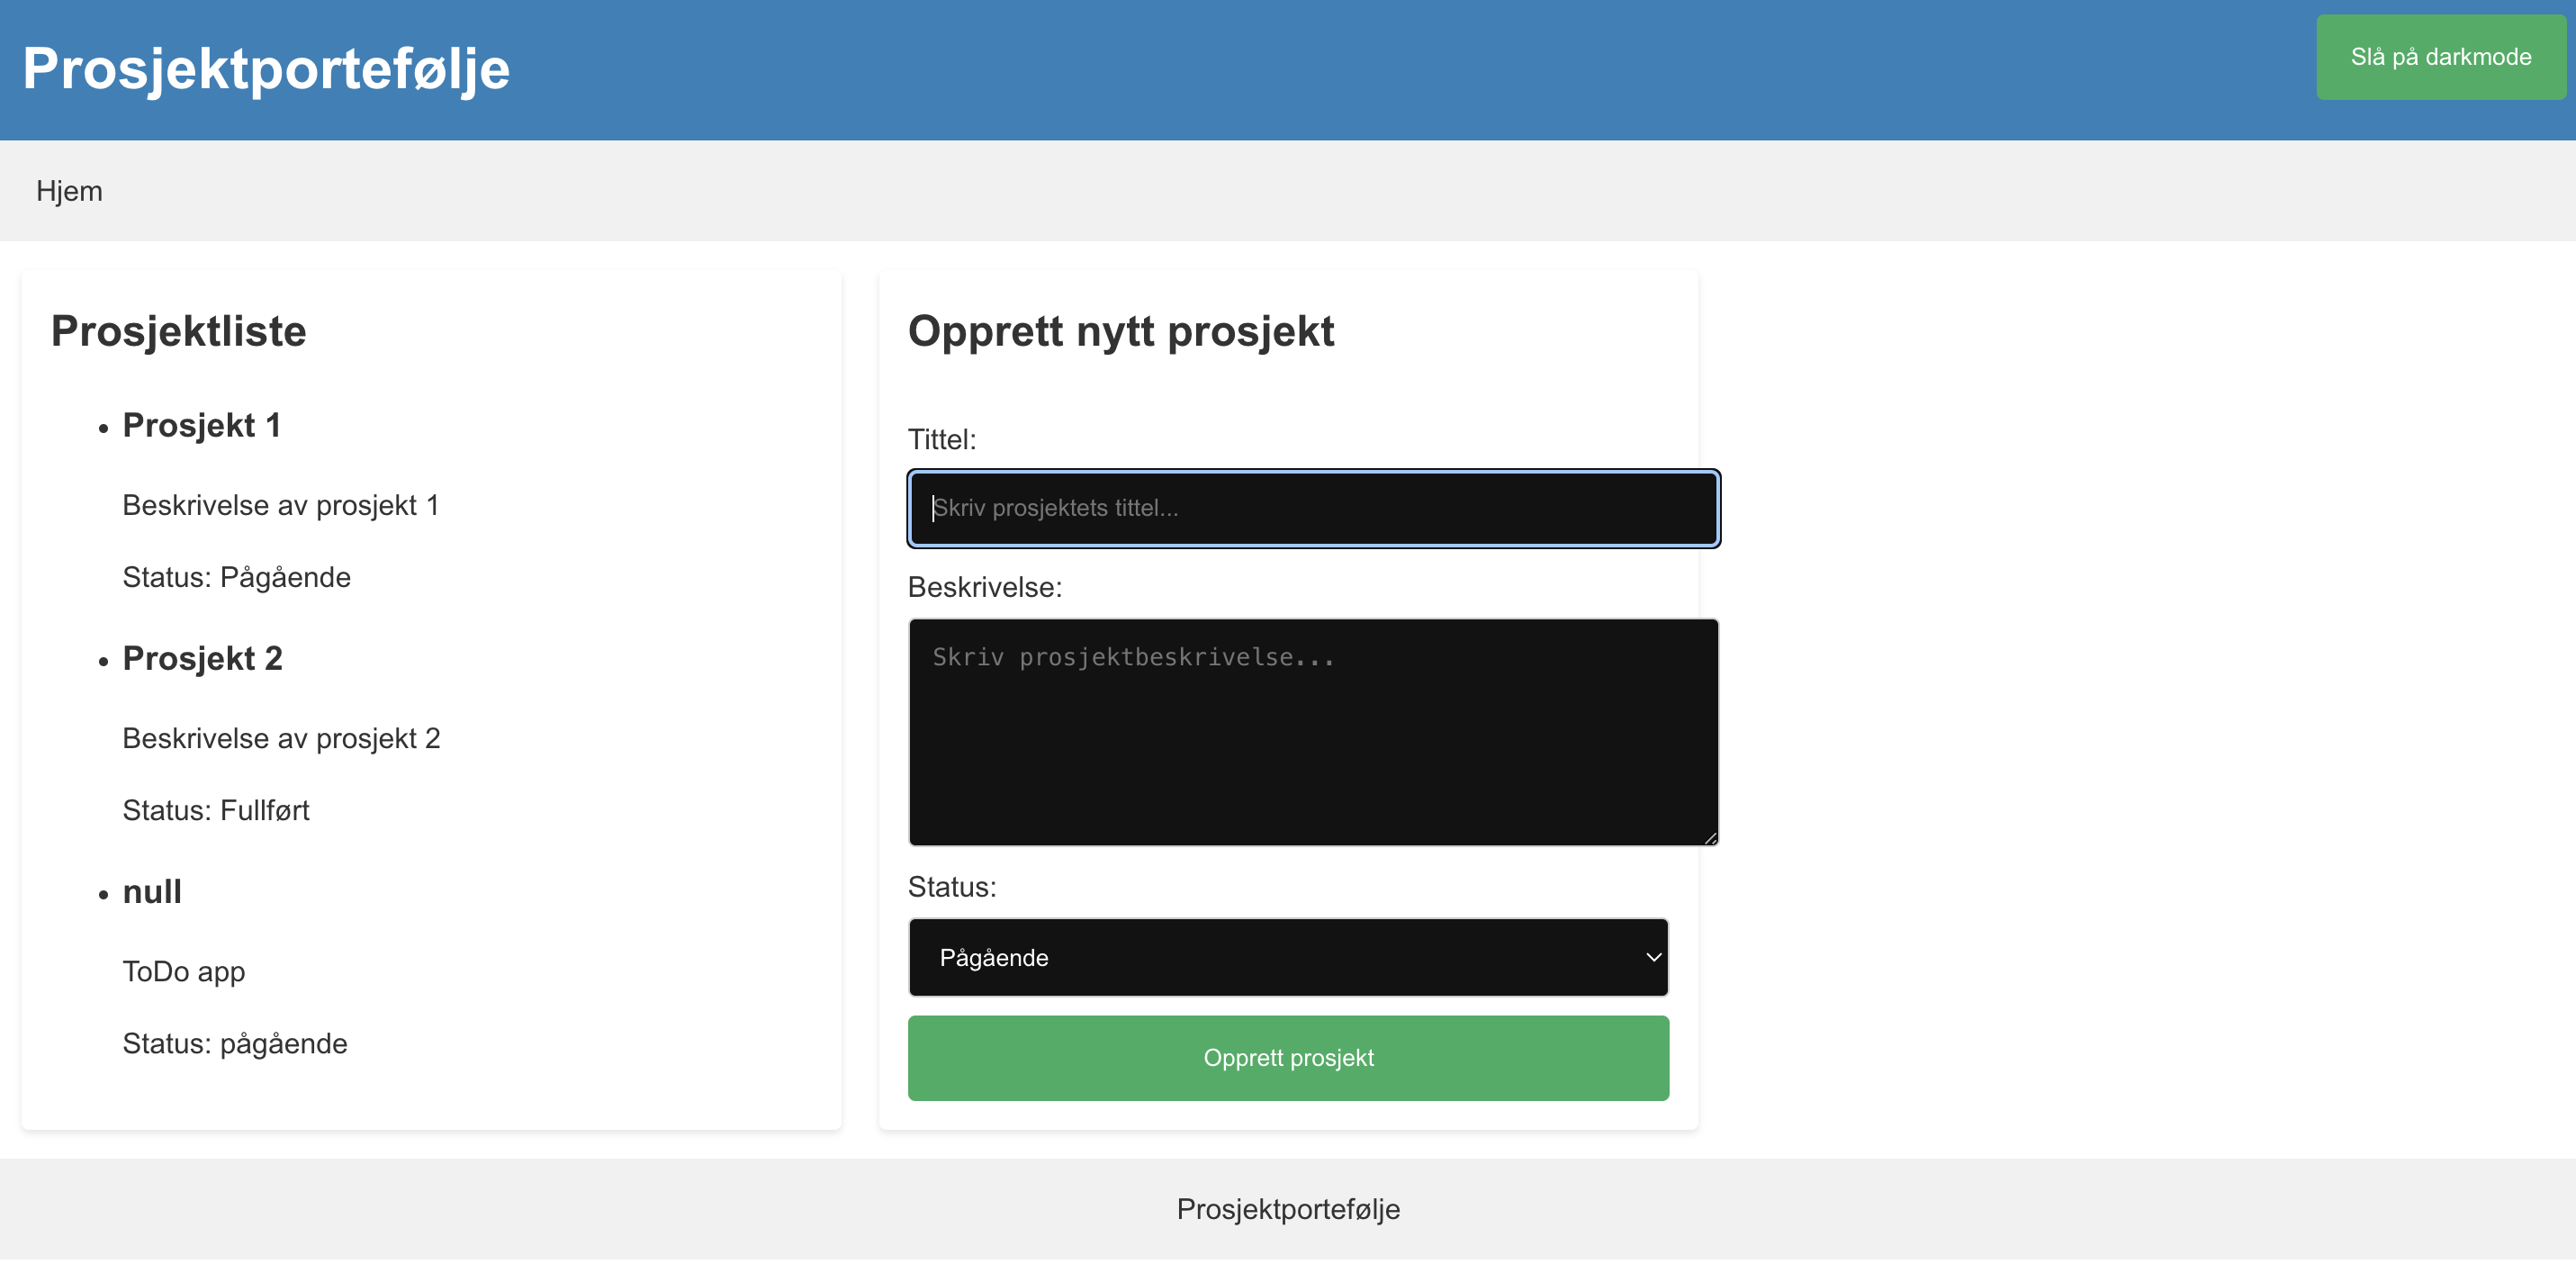 Prosjektportefølje
Slå på darkmode
Hjem
Prosjektliste
Prosjekt 1
Beskrivelse av prosjekt 1
Status: Pågående
Prosjekt 2
Beskrivelse av prosjekt 2
Status: Fullført
null
ToDo app
Status: pågående
Opprett nytt prosjekt
Tittel:
Skriv prosjektets tittel...
Beskrivelse:
Skriv prosjektbeskrivelse...
Status:
Pågående
Opprett prosjekt
Prosjektportefølje